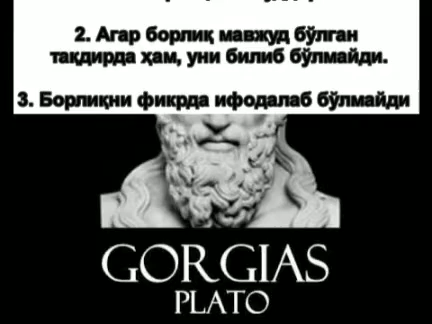 2. Агар борлиқ мавжуд бўлган
тақдирда ҳам, уни билиб бўлмайди.
3. Борлиқни фикрда ифодалаб бўлмайди
GORGIAS
PLATO